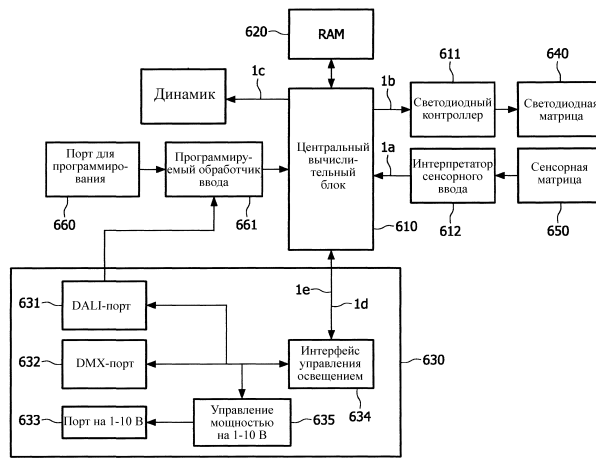 620
RAM
1c
Динамик
1b
611
Светодиодный
контроллер
640
Светодиодная
матрица
Центральный
вычисли-
тельный
блок
610
1a
Интерпретатор
сенсорного
ввода
612
Сенсорная
матрица
650
Порт для
программиро-
вания
660
Программиру-
емый обработчик
ввода
661
1e
1d
631
DALI-порт
632
DMX-порт
633
Порт на 1-10 В
Интерфейс
управления
освещением
634
Управление
мощностью
на 1-10 В
635
630